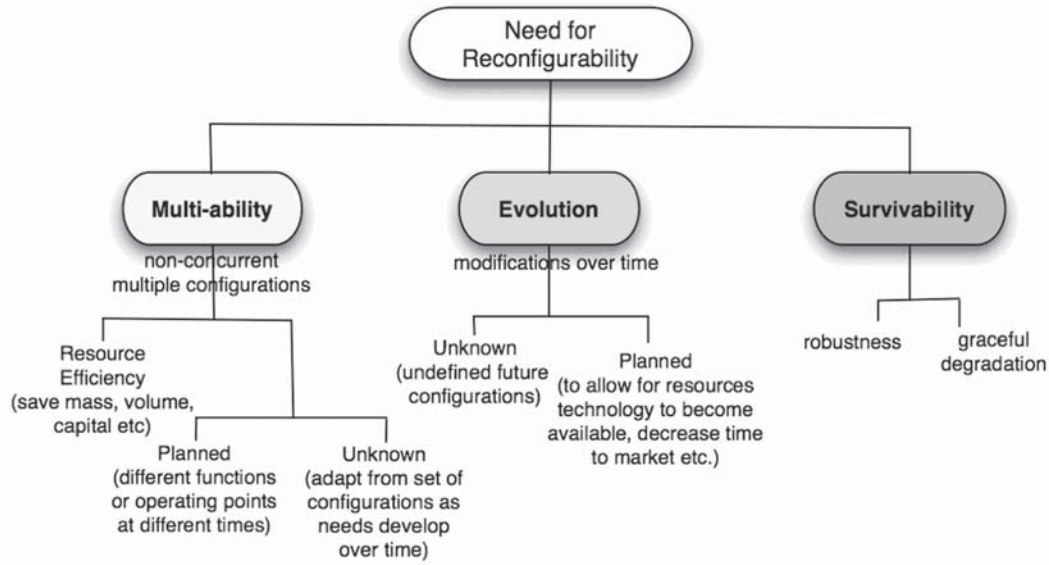 Need for
Reconfigurability
Multi-ability
non-concurrent
multiple configurations
Evolution
modifications over time
Survivability
Resource
Efficiency
(save mass, volume,
capital etc)
Planned
(different functions
or operating points
at different times)
Unknown
(adapt from set of
configurations as
needs develop
over time)
Unknown
(undefined future
configurations)
Planned
(to allow for resources
technology to become
available, decrease time
to market etc.)
robustness
graceful
degradation